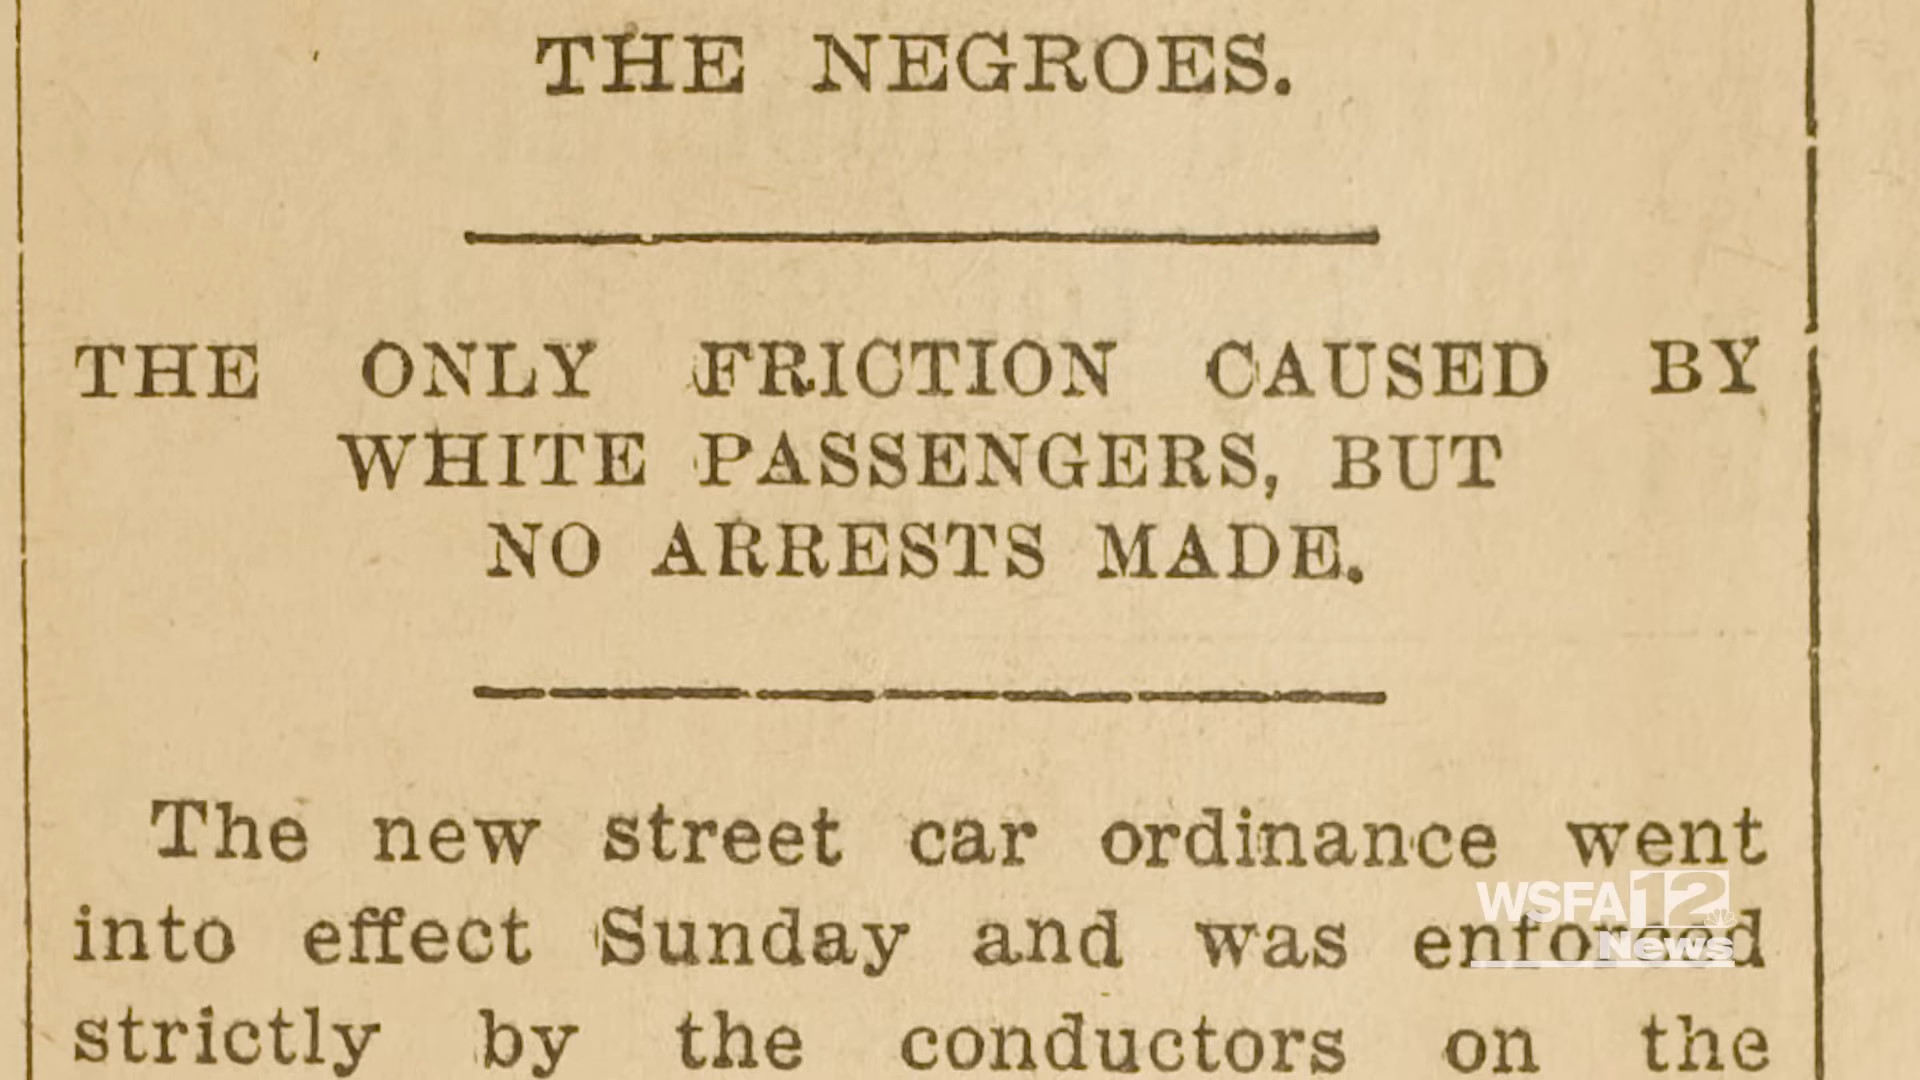 THE NEGROES.
THE ONLY FRICTION CAUSED BY
WHITE PASSENGERS, BUT
NO ARRESTS MADE.
The new street car ordinance went
into effect Sunday and was enforced
strictly by the conductors on the
WSFA12
News